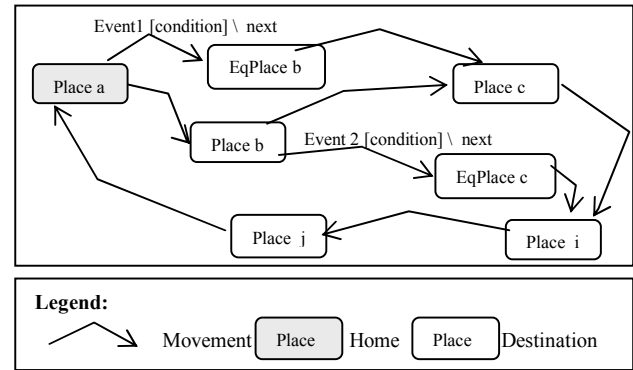 Event1 [condition] \ next
EqPlace b
Place a
Place c
Place b
Event 2 [condition] \ next
EqPlace c
Place j
Place i
Legend:
Movement Place Home Place Destination